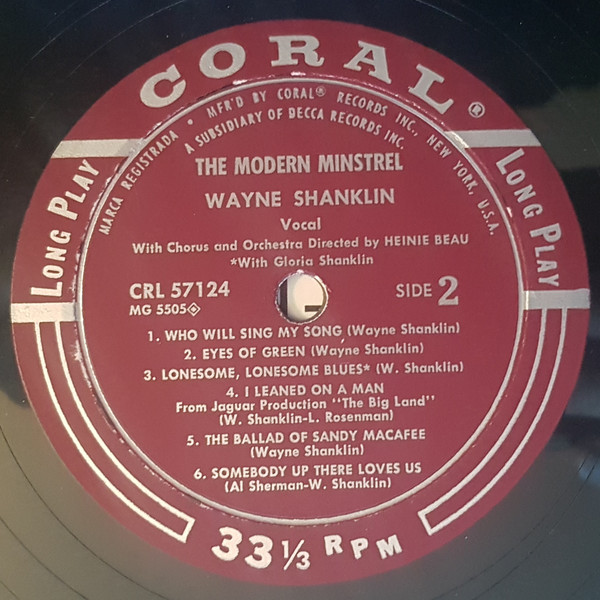 CORAL®
MARCA REGISTRADA • MFR'D BY CORAL® RECORDS INC., NEW YORK, U.S.A.
A SUBSIDIARY OF DECCA RECORDS INC.
LONG PLAY
LONG PLAY
THE MODERN MINSTREL
WAYNE SHANKLIN
Vocal
With Chorus and Orchestra Directed by HEINIE BEAU
*With Gloria Shanklin
CRL 57124
MG 5505
SIDE 2
1. WHO WILL SING MY SONG (Wayne Shanklin)
2. EYES OF GREEN (Wayne Shanklin)
3. LONESOME, LONESOME BLUES* (W. Shanklin)
4. I LEANED ON A MAN
From Jaguar Production "The Big Land"
(W. Shanklin-L. Rosenman)
5. THE BALLAD OF SANDY MACAFEE
(Wayne Shanklin)
6. SOMEBODY UP THERE LOVES US
(Al Sherman-W. Shanklin)
33 1/3 RPM